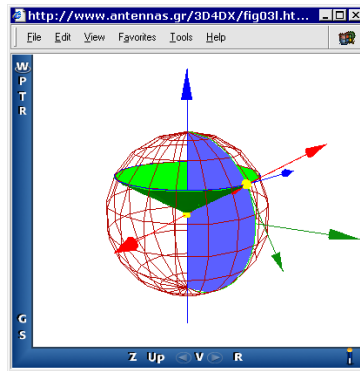 http://www.antennas.gr/3D4DX/fig03l.ht...
File Edit View Favorites Tools Help
W
P
T
R
G
S
Z Up V R i